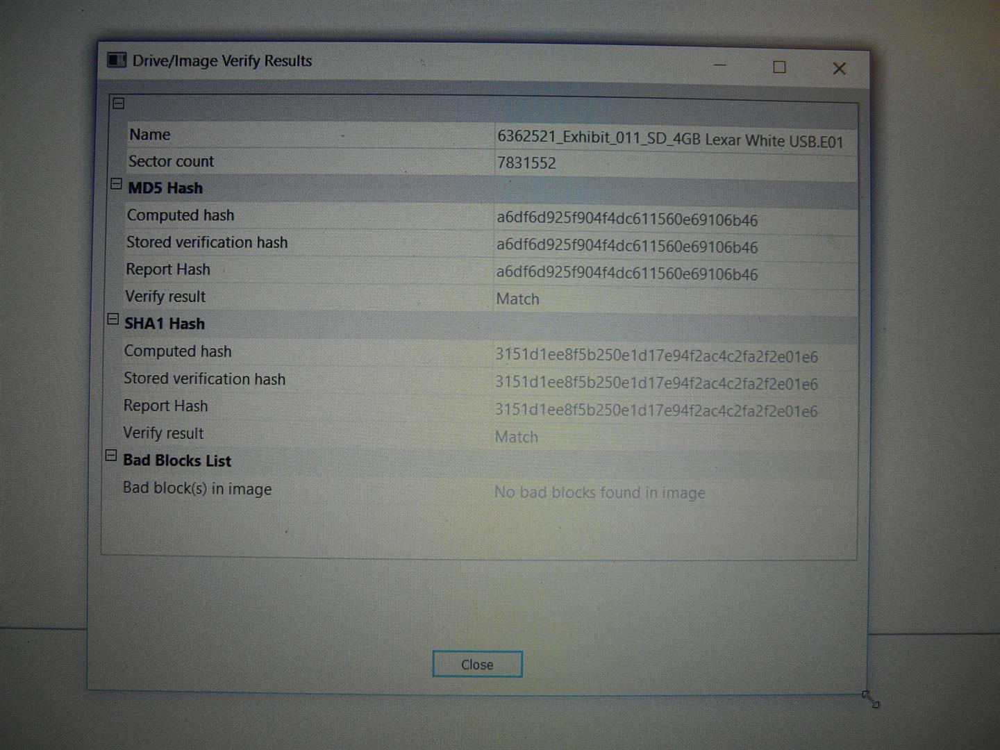 Drive/Image Verify Results
Name 6362521_Exhibit_011_SD_4GB Lexar White USB.E01
Sector count 7831552
MD5 Hash
Computed hash a6df6d925f904f4dc611560e69106b46
Stored verification hash a6df6d925f904f4dc611560e69106b46
Report Hash a6df6d925f904f4dc611560e69106b46
Verify result Match
SHA1 Hash
Computed hash 3151d1ee8f5b250e1d17e94f2ac4c2fa2f2e01e6
Stored verification hash 3151d1ee8f5b250e1d17e94f2ac4c2fa2f2e01e6
Report Hash 3151d1ee8f5b250e1d17e94f2ac4c2fa2f2e01e6
Verify result Match
Bad Blocks List
Bad block(s) in image No bad blocks found in image
Close